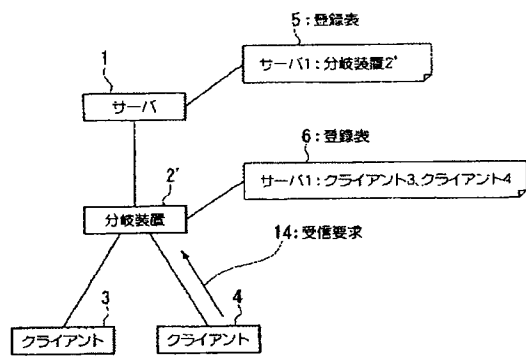 5:登録表
サーバ1:分岐装置2'
1
サーバ
6:登録表
サーバ1:クライアント3、クライアント4
2'
分岐装置
14:受信要求
3
クライアント
4
クライアント